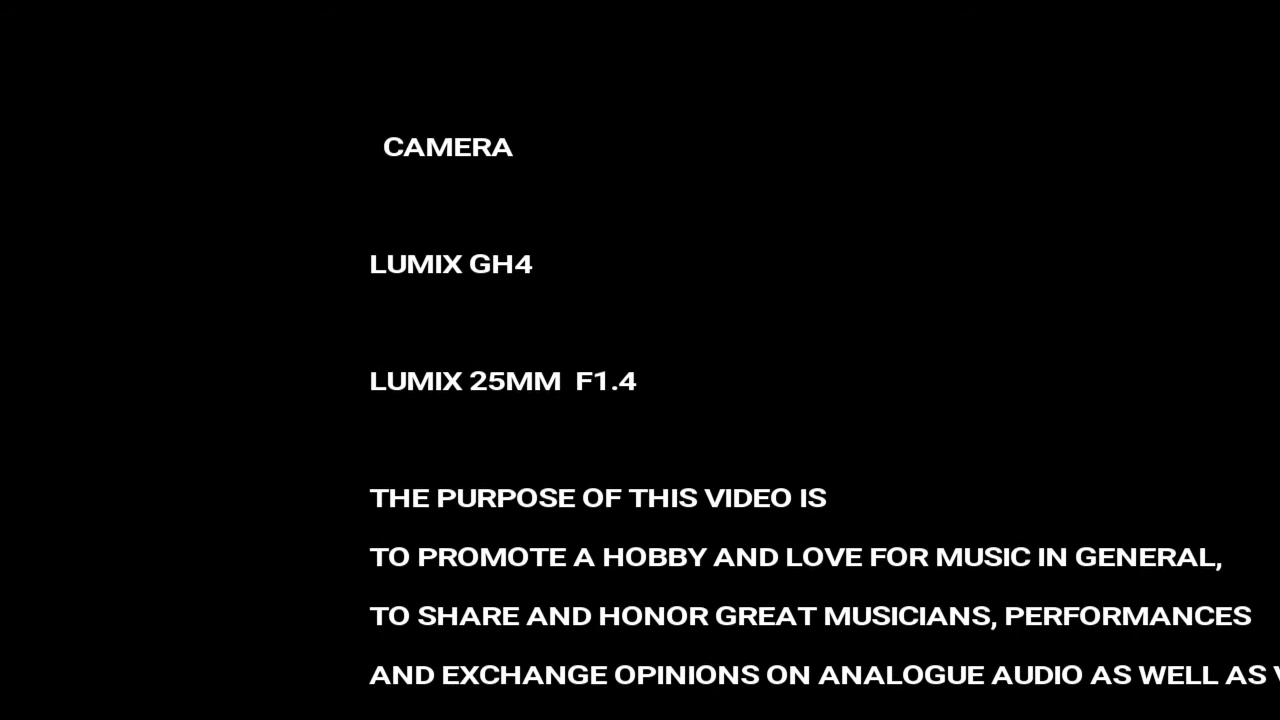 CAMERA
LUMIX GH4
LUMIX 25MM  F1.4
THE PURPOSE OF THIS VIDEO IS
TO PROMOTE A HOBBY AND LOVE FOR MUSIC IN GENERAL,
TO SHARE AND HONOR GREAT MUSICIANS, PERFORMANCES
AND EXCHANGE OPINIONS ON ANALOGUE AUDIO AS WELL AS